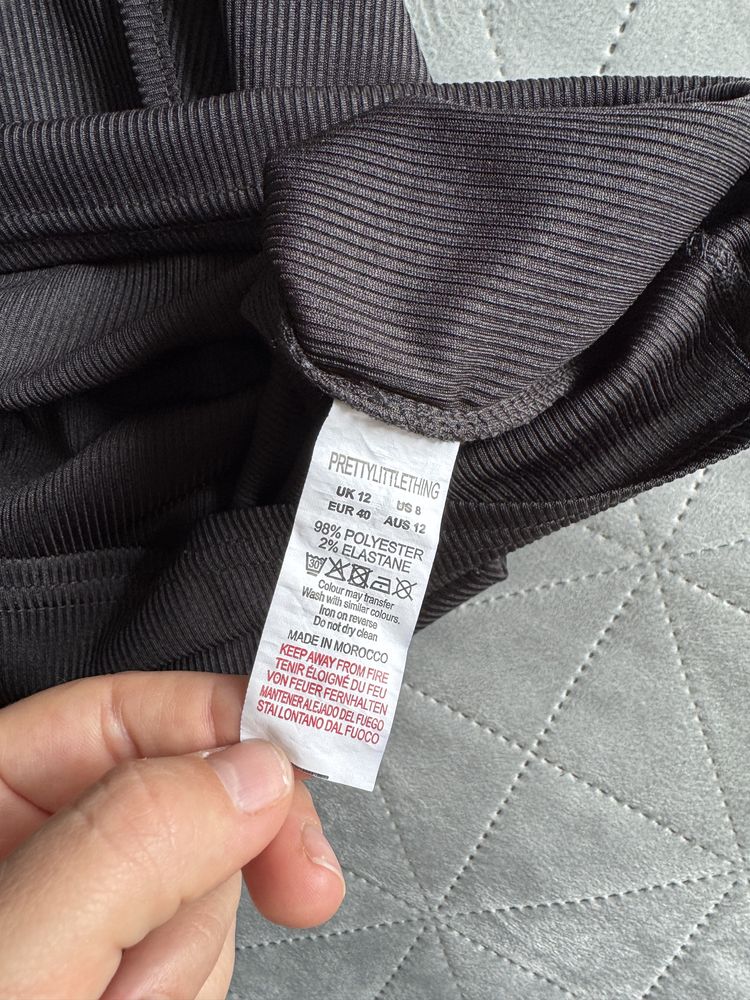 PRETTYLITTLETHING
UK 12 US 8
EUR 40 AUS 12
98% POLYESTER
2% ELASTANE
30
Colour may transfer
Wash with similar colours.
Iron on reverse
Do not dry clean
MADE IN MOROCCO
KEEP AWAY FROM FIRE
TENIR ÉLOIGNÉ DU FEU
VON FEUER FERNHALTEN
MANTENER ALEJADO DEL FUEGO
STAI LONTANO DAL FUOCO